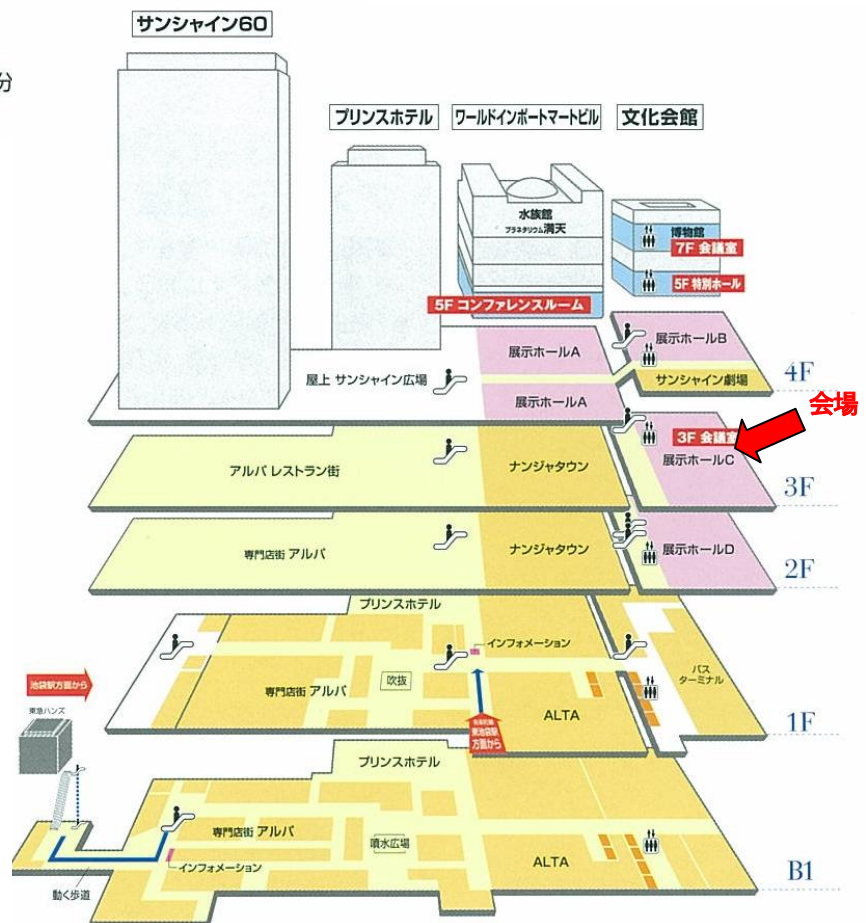 サンシャイン60
分
プリンスホテル
ワールドインポートマートビル
文化会館
水族館
プラネタリウム満天
博物館
7F 会議室
5F 特別ホール
5F コンファレンスルーム
展示ホールA
展示ホールB
屋上 サンシャイン広場
サンシャイン劇場
4F
展示ホールA
会場
3F 会議室
アルパ レストラン街
ナンジャタウン
展示ホールC
3F
専門店街 アルパ
ナンジャタウン
展示ホールD
2F
プリンスホテル
インフォメーション
池袋駅方面から
専門店街 アルパ
吹抜
バス
ターミナル
東急ハンズ
ALTA
東池袋駅
方面から
1F
プリンスホテル
専門店街 アルパ
噴水広場
インフォメーション
ALTA
動く歩道
B1